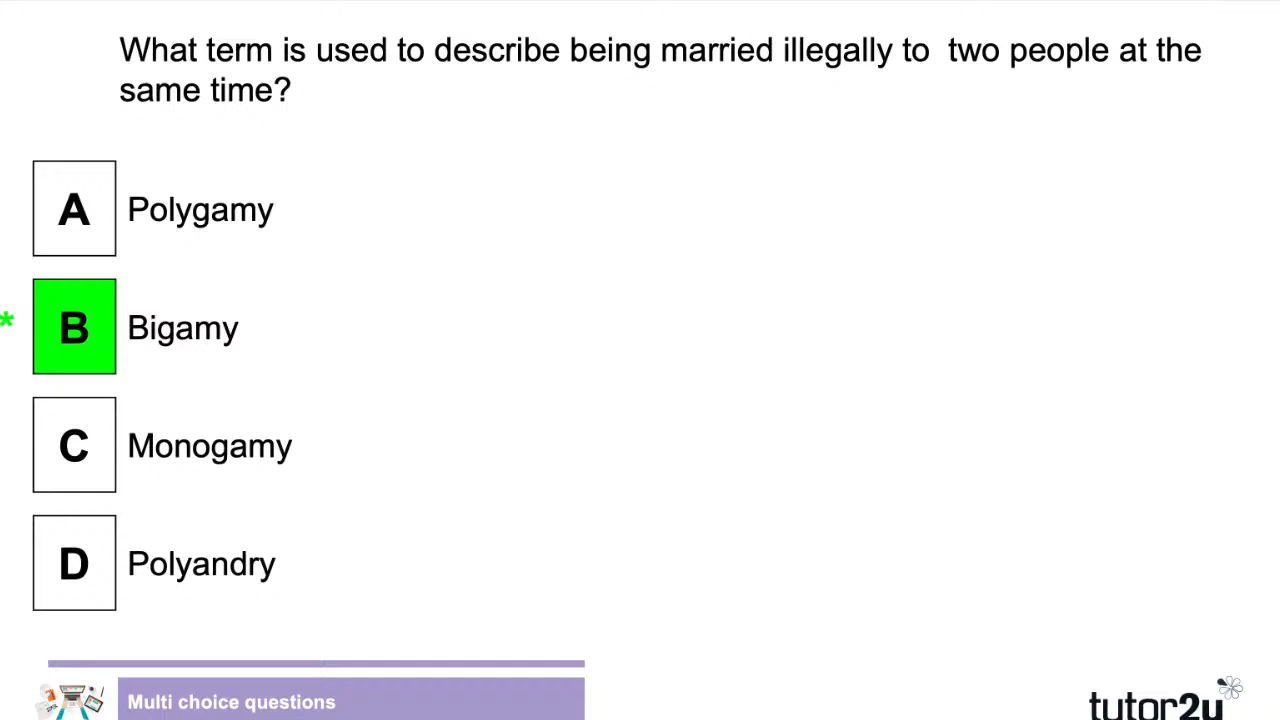 What term is used to describe being married illegally to  two people at the
same time?
A Polygamy
* B Bigamy
C Monogamy
D Polyandry
Multi choice questions
tutor2u